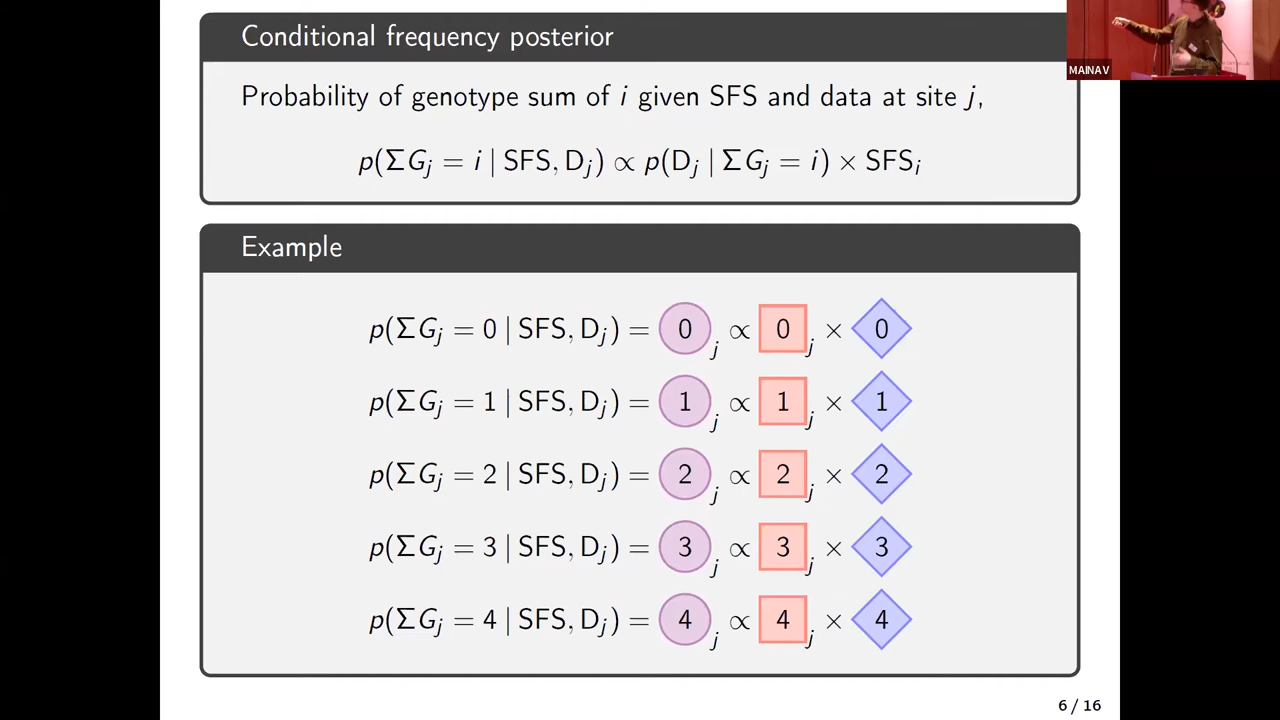 Conditional frequency posterior
MAINAV
Probability of genotype sum of i given SFS and data at site j,
p(ΣG_j = i | SFS, D_j) ∝ p(D_j | ΣG_j = i) × SFS_i
Example
p(ΣG_j = 0 | SFS, D_j) = 0_j ∝ 0_j × 0
p(ΣG_j = 1 | SFS, D_j) = 1_j ∝ 1_j × 1
p(ΣG_j = 2 | SFS, D_j) = 2_j ∝ 2_j × 2
p(ΣG_j = 3 | SFS, D_j) = 3_j ∝ 3_j × 3
p(ΣG_j = 4 | SFS, D_j) = 4_j ∝ 4_j × 4
6 / 16